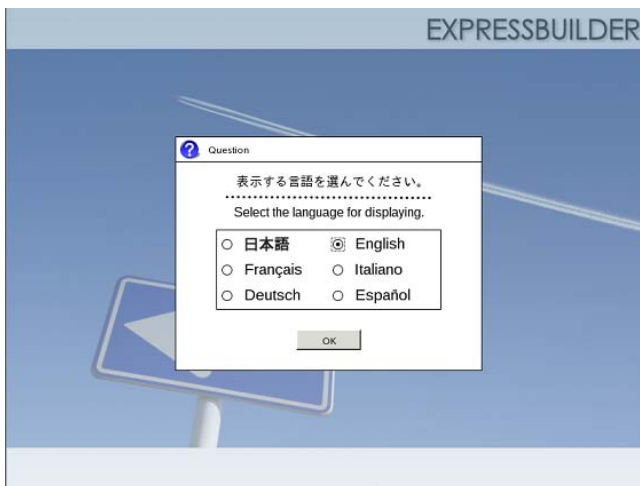 EXPRESSBUILDER
Question
表示する言語を選んでください。
Select the language for displaying.
日本語 English
Français Italiano
Deutsch Español
OK